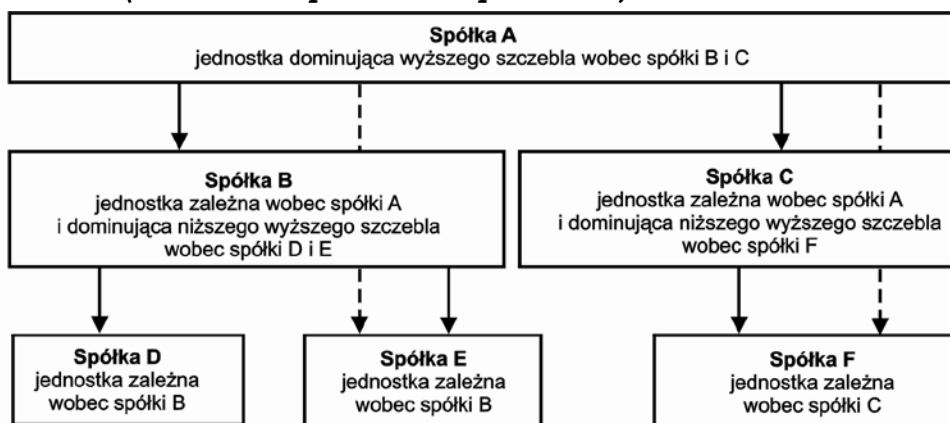 Spółka A
jednostka dominująca wyższego szczebla wobec spółki B i C
Spółka B
jednostka zależna wobec spółki A
i dominująca niższego wyższego szczebla
wobec spółki D i E
Spółka C
jednostka zależna wobec spółki A
i dominująca niższego wyższego szczebla
wobec spółki F
Spółka D
jednostka zależna
wobec spółki B
Spółka E
jednostka zależna
wobec spółki B
Spółka F
jednostka zależna
wobec spółki C